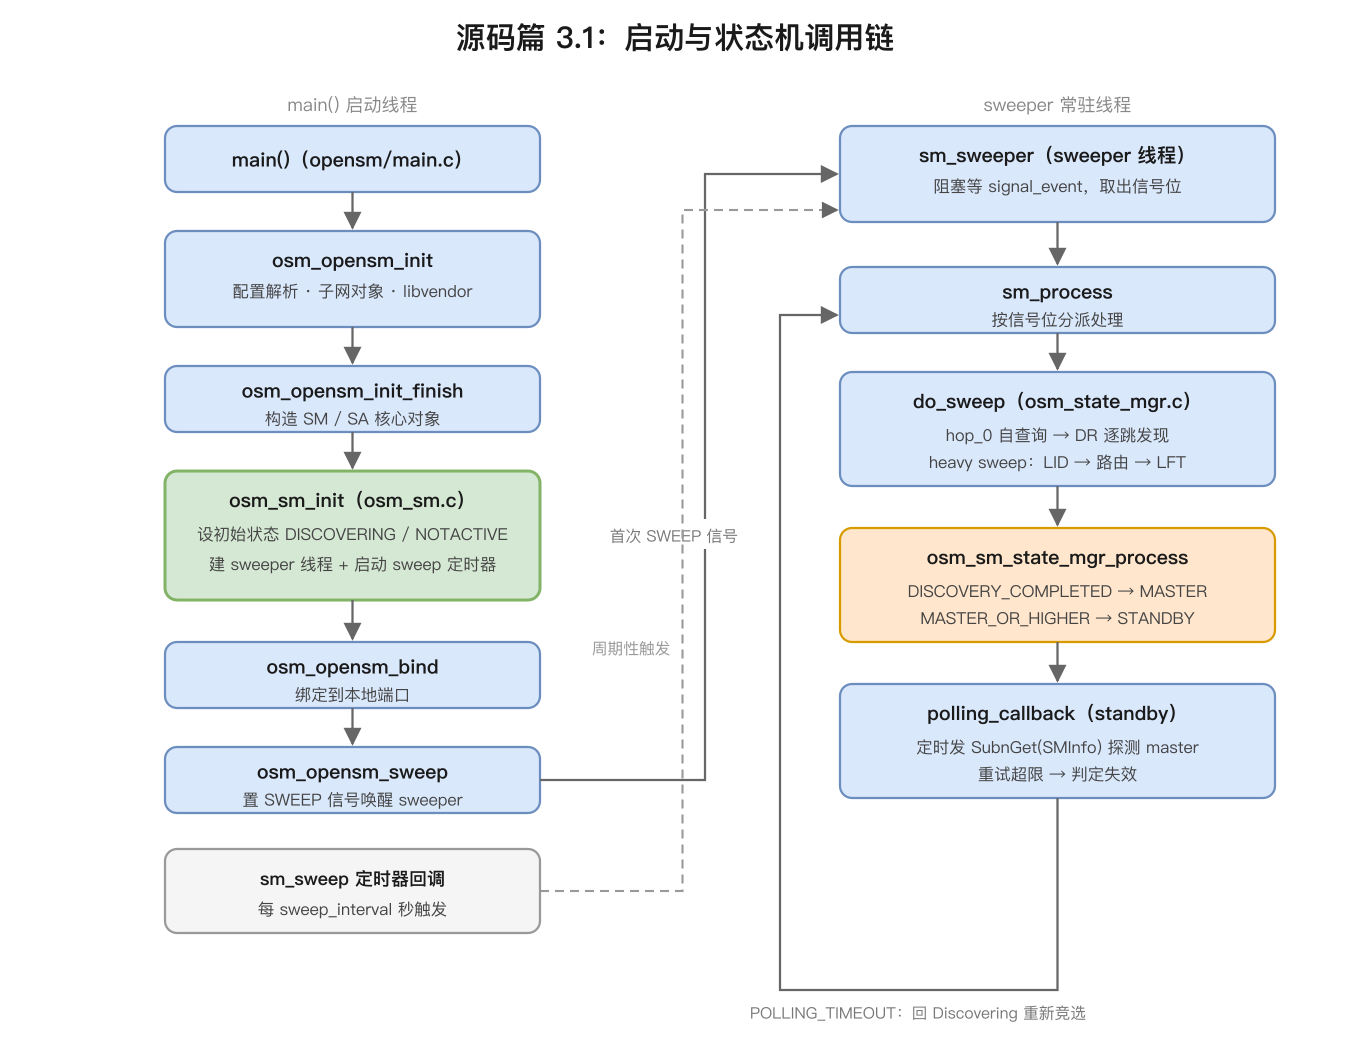 源码篇 3.1：启动与状态机调用链
main() 启动线程
main()（opensm/main.c）
osm_opensm_init
配置解析 · 子网对象 · libvendor
osm_opensm_init_finish
构造 SM / SA 核心对象
osm_sm_init（osm_sm.c）
设初始状态 DISCOVERING / NOTACTIVE
建 sweeper 线程 + 启动 sweep 定时器
osm_opensm_bind
绑定到本地端口
osm_opensm_sweep
置 SWEEP 信号唤醒 sweeper
sm_sweep 定时器回调
每 sweep_interval 秒触发
首次 SWEEP 信号
周期性触发
sweeper 常驻线程
sm_sweeper（sweeper 线程）
阻塞等 signal_event，取出信号位
sm_process
按信号位分派处理
do_sweep（osm_state_mgr.c）
hop_0 自查询 → DR 逐跳发现
heavy sweep：LID → 路由 → LFT
osm_sm_state_mgr_process
DISCOVERY_COMPLETED → MASTER
MASTER_OR_HIGHER → STANDBY
polling_callback（standby）
定时发 SubnGet(SMInfo) 探测 master
重试超限 → 判定失效
POLLING_TIMEOUT：回 Discovering 重新竞选